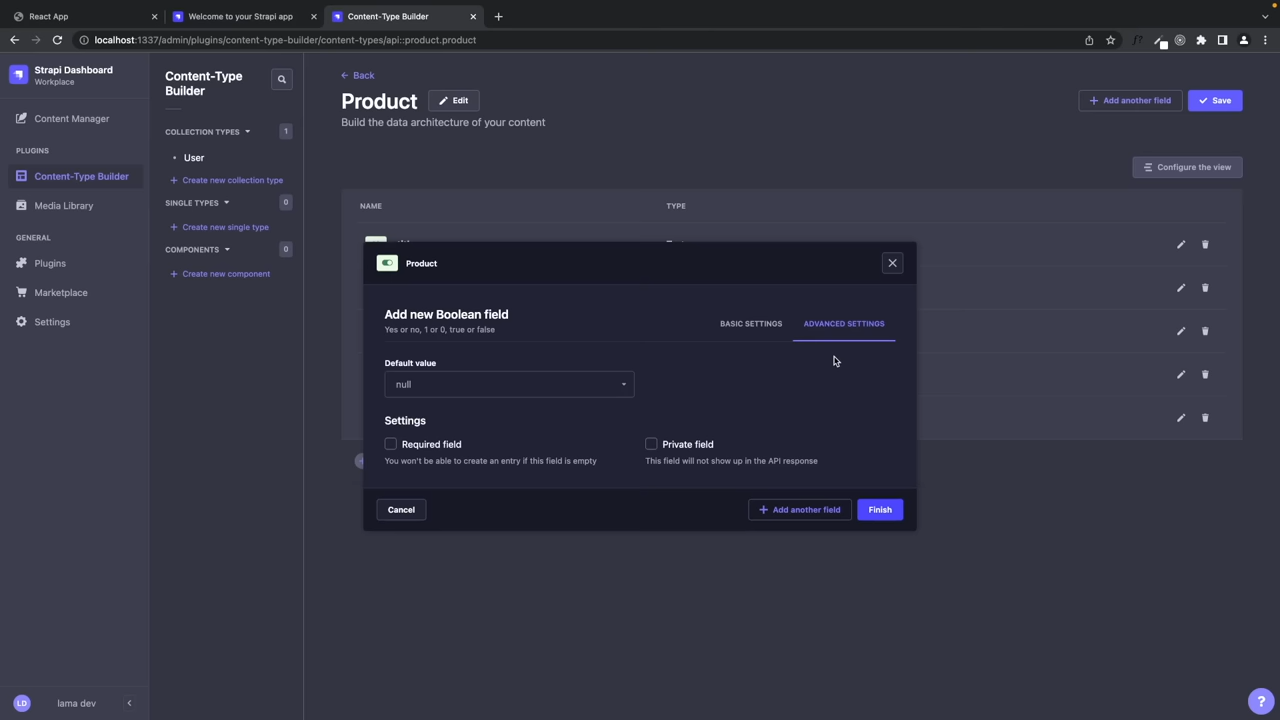 React App
Welcome to your Strapi app
Content-Type Builder
localhost:1337/admin/plugins/content-type-builder/content-types/api::product.product
Strapi Dashboard
Workplace
Content Manager
PLUGINS
Content-Type Builder
Media Library
GENERAL
Plugins
Marketplace
Settings
LD
lama dev
Content-Type
Builder
COLLECTION TYPES
1
User
Create new collection type
SINGLE TYPES
0
Create new single type
COMPONENTS
0
Create new component
Back
Product
Edit
Build the data architecture of your content
Add another field
Save
Configure the view
NAME
TYPE
Product
Add new Boolean field
Yes or no, 1 or 0, true or false
BASIC SETTINGS
ADVANCED SETTINGS
Default value
null
Settings
Required field
You won't be able to create an entry if this field is empty
Private field
This field will not show up in the API response
Cancel
Add another field
Finish
?